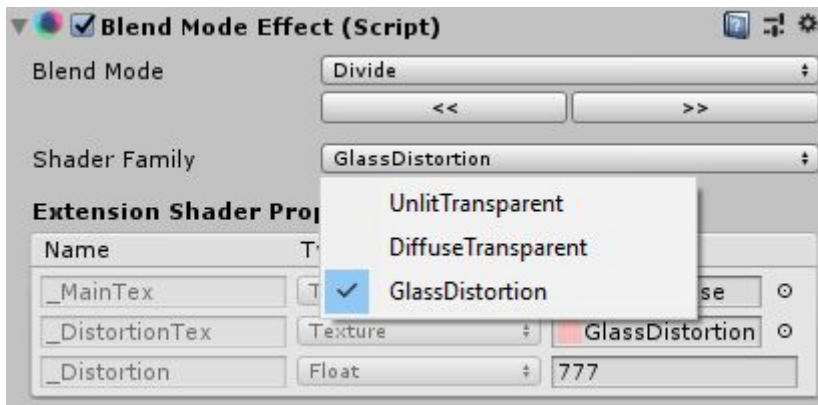 Blend Mode Effect (Script)
Blend Mode Divide
<< >>
Shader Family GlassDistortion
UnlitTransparent
Extension Shader Pro
DiffuseTransparent
Name T
_MainTex T GlassDistortion se
_DistortionTex Texture GlassDistortion
_Distortion Float 777